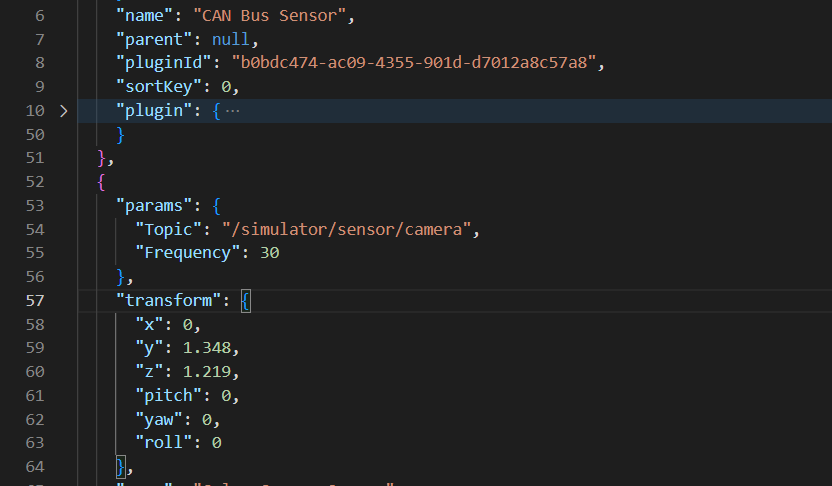 6 "name": "CAN Bus Sensor",
7 "parent": null,
8 "pluginId": "b0bdc474-ac09-4355-901d-d7012a8c57a8",
9 "sortKey": 0,
10 > "plugin": { ···
50 }
51 },
52 {
53 "params": {
54 "Topic": "/simulator/sensor/camera",
55 "Frequency": 30
56 },
57 "transform": {
58 "x": 0,
59 "y": 1.348,
60 "z": 1.219,
61 "pitch": 0,
62 "yaw": 0,
63 "roll": 0
64 },